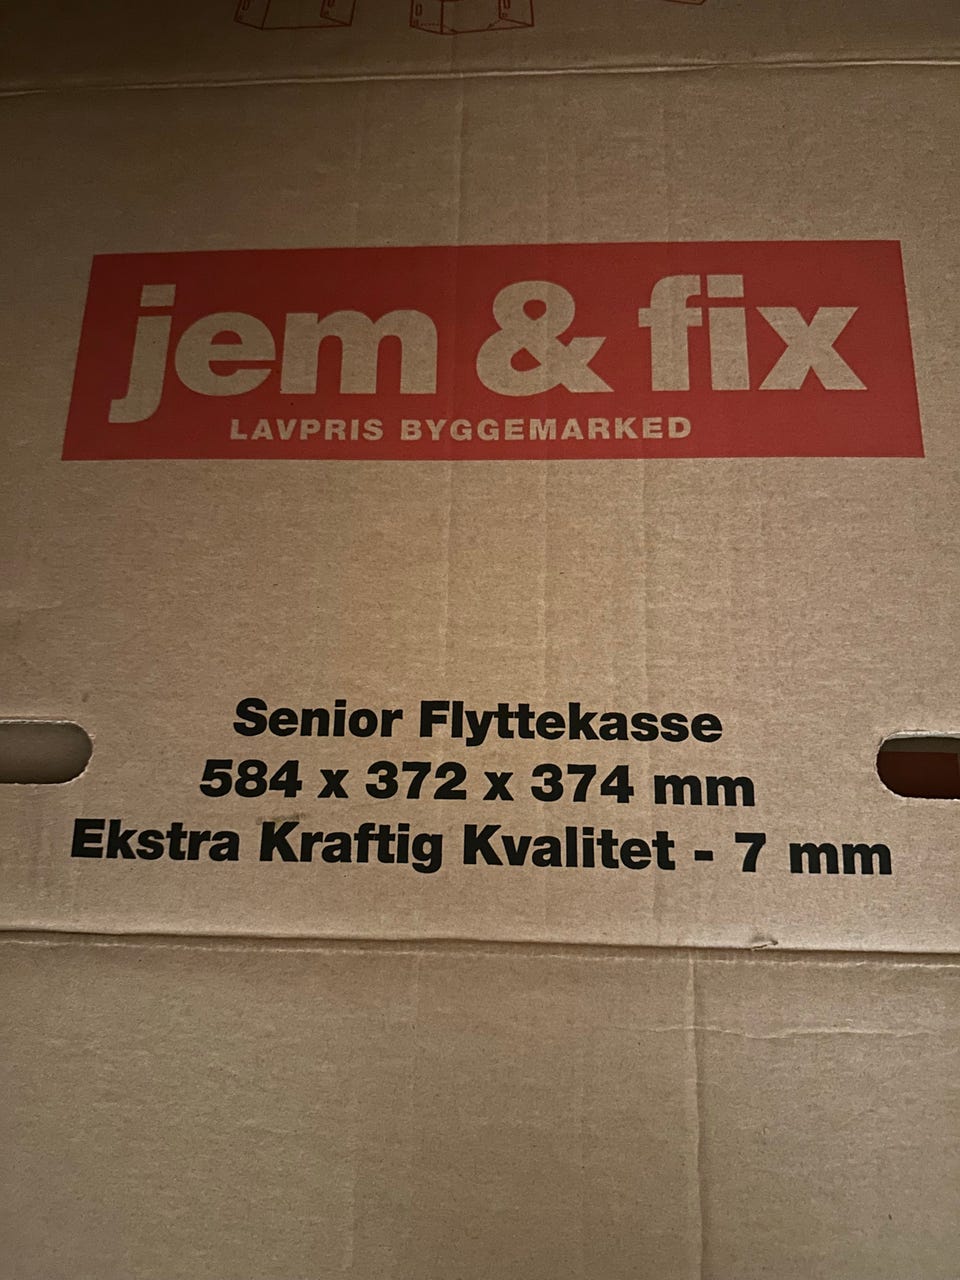 jem & fix
LAVPRIS BYGGEMARKED
Senior Flyttekasse
584 x 372 x 374 mm
Ekstra Kraftig Kvalitet - 7 mm